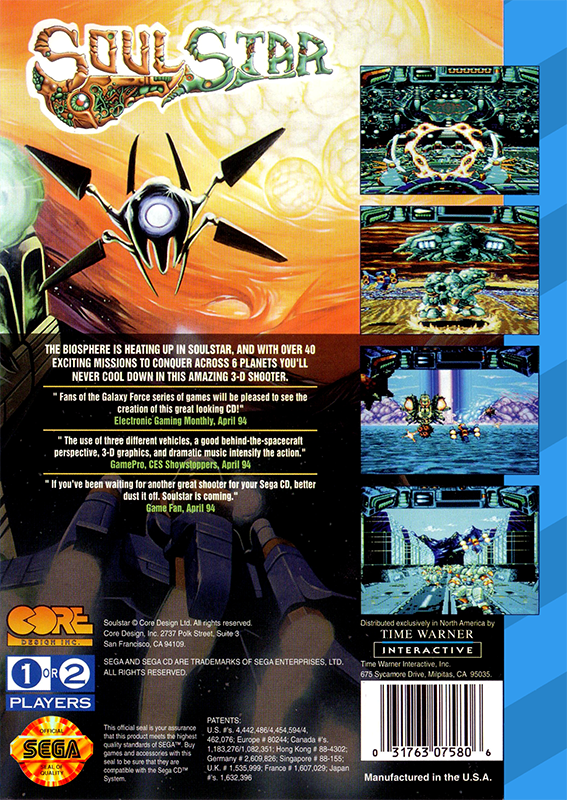 SOULSTAR
THE BIOSPHERE IS HEATING UP IN SOULSTAR, AND WITH OVER 40
EXCITING MISSIONS TO CONQUER ACROSS 6 PLANETS YOU'LL
NEVER COOL DOWN IN THIS AMAZING 3-D SHOOTER.
" Fans of the Galaxy Force series of games will be pleased to see the
creation of this great looking CD!"
Electronic Gaming Monthly, April 94
"The use of three different vehicles, a good behind-the-spacecraft
perspective, 3-D graphics, and dramatic music intensify the action."
GamePro, CES Showstoppers, April 94
" If you've been waiting for another great shooter for your Sega CD, better
dust it off. Soulstar is coming."
Game Fan, April 94
CORE
DESIGN INC.
Soulstar © Core Design Ltd. All rights reserved.
Core Design, Inc. 2737 Polk Street, Suite 3
San Francisco, CA 94109.
SEGA AND SEGA CD ARE TRADEMARKS OF SEGA ENTERPRISES, LTD.
ALL RIGHTS RESERVED.
1 OR 2
PLAYERS
OFFICIAL
SEGA
SEAL OF
QUALITY
This official seal is your assurance
that this product meets the highest
quality standards of SEGA™. Buy
games and accessories with this
seal to be sure that they are
compatible with the Sega CD™
System.
PATENTS:
U.S. #'s. 4,442,486/4,454,594/4,
462,076; Europe # 80244; Canada #'s.
1,183,276/1,082,351; Hong Kong # 88-4302;
Germany # 2,609,826; Singapore # 88-155;
U.K. # 1,535,999; France # 1,607,029; Japan
#'s. 1,632,396
Distributed exclusively in North America by
TIME WARNER
INTERACTIVE
Time Warner Interactive, Inc.
675 Sycamore Drive, Milpitas, CA 95035.
0 31763 07580 6
Manufactured in the U.S.A.